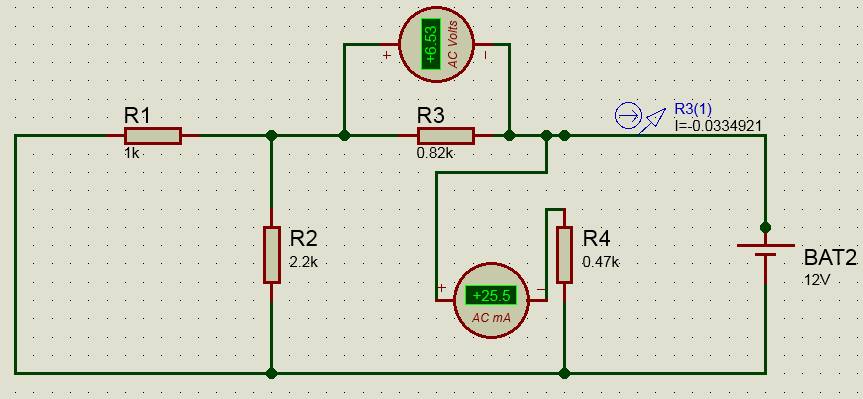 +6.53
AC Volts
+
−
R1
1k
R3
0.82k
R3(1)
I=-0.0334921
R2
2.2k
R4
0.47k
+
−
+25.5
AC mA
BAT2
12V